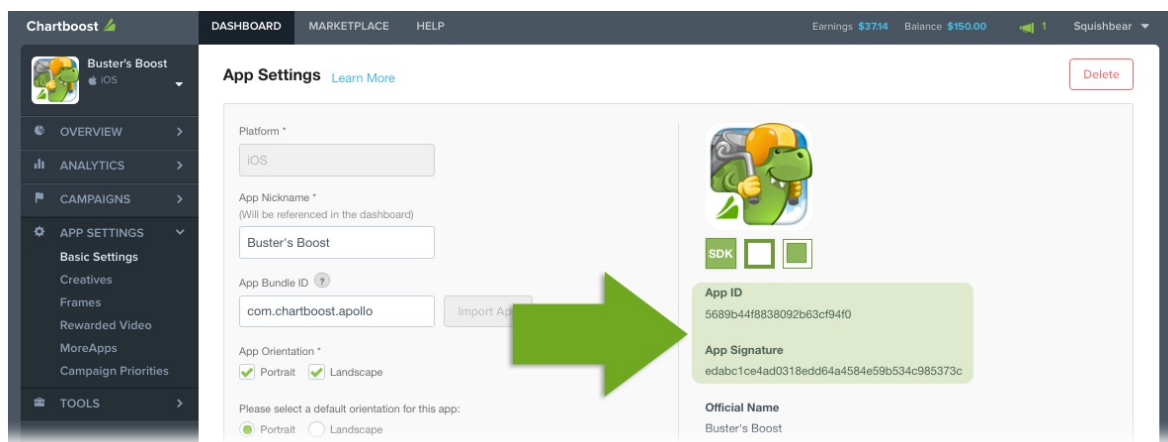 Chartboost
DASHBOARD MARKETPLACE HELP
Earnings $37.14 Balance $150.00 1 Squishbear
Buster's Boost
iOS
OVERVIEW
ANALYTICS
CAMPAIGNS
APP SETTINGS
Basic Settings
Creatives
Frames
Rewarded Video
MoreApps
Campaign Priorities
TOOLS
App Settings Learn More
Delete
Platform *
iOS
App Nickname *
(Will be referenced in the dashboard)
Buster's Boost
App Bundle ID ?
com.chartboost.apollo
Import Ap
App Orientation *
Portrait Landscape
Please select a default orientation for this app:
Portrait Landscape
SDK
App ID
5689b44f8838092b63cf94f0
App Signature
edabc1ce4ad0318edd64a4584e59b534c985373c
Official Name
Buster's Boost